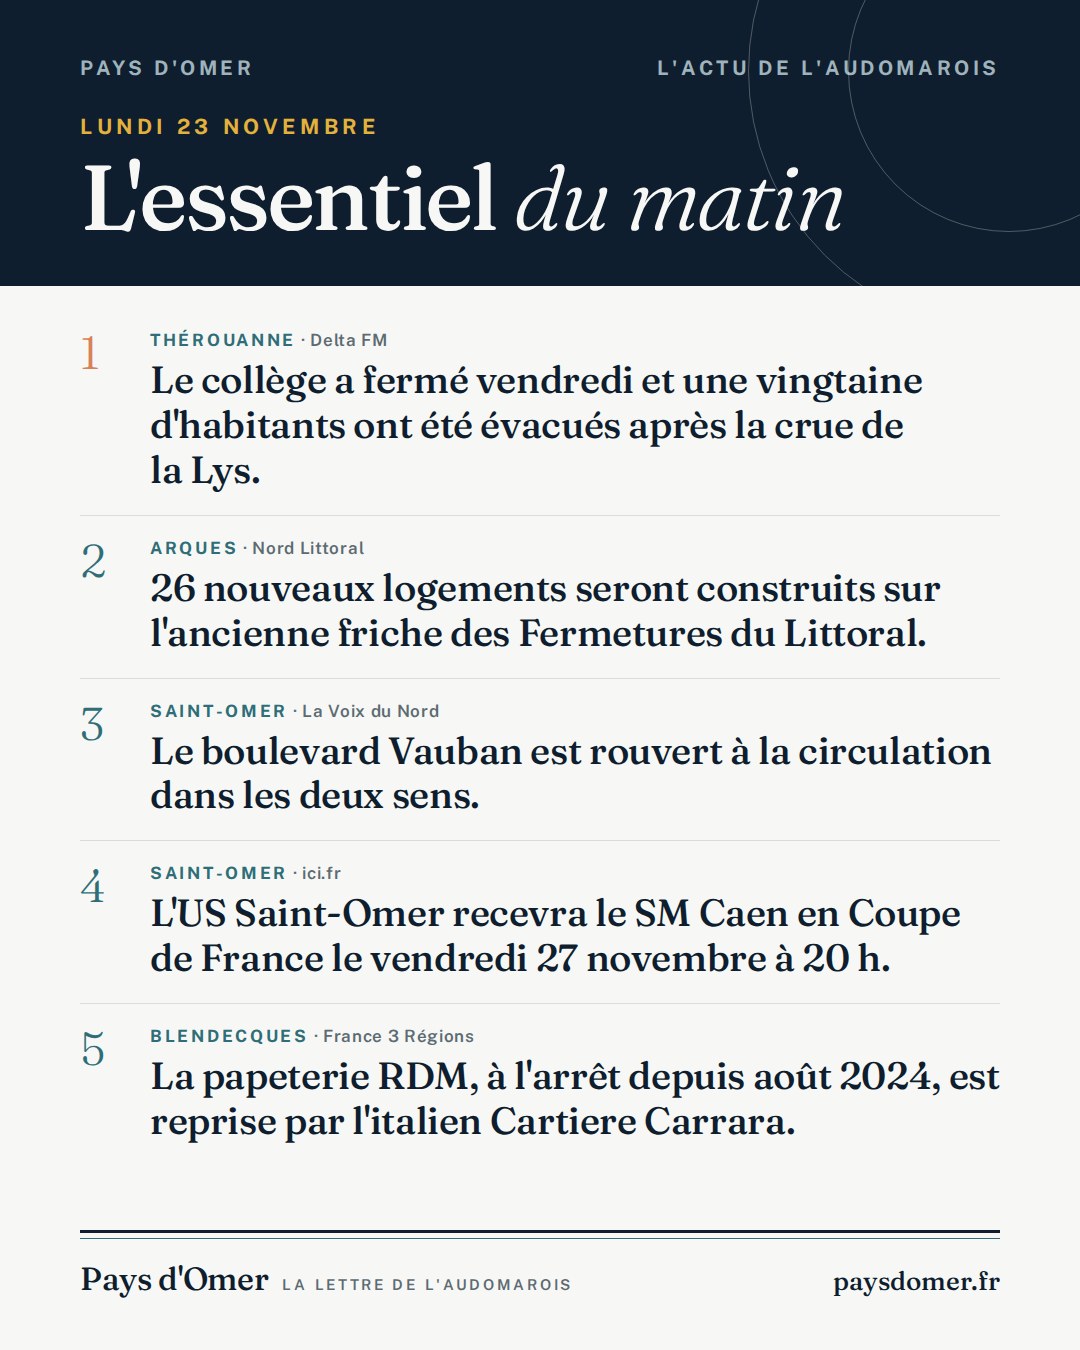 PAYS D'OMER
L'ACTU DE L'AUDOMAROIS
LUNDI 23 NOVEMBRE
L'essentiel du matin
1
THÉROUANNE · Delta FM
Le collège a fermé vendredi et une vingtaine
d'habitants ont été évacués après la crue de
la Lys.
2
ARQUES · Nord Littoral
26 nouveaux logements seront construits sur
l'ancienne friche des Fermetures du Littoral.
3
SAINT-OMER · La Voix du Nord
Le boulevard Vauban est rouvert à la circulation
dans les deux sens.
4
SAINT-OMER · ici.fr
L'US Saint-Omer recevra le SM Caen en Coupe
de France le vendredi 27 novembre à 20 h.
5
BLENDECQUES · France 3 Régions
La papeterie RDM, à l'arrêt depuis août 2024, est
reprise par l'italien Cartiere Carrara.
Pays d'Omer LA LETTRE DE L'AUDOMAROIS
paysdomer.fr